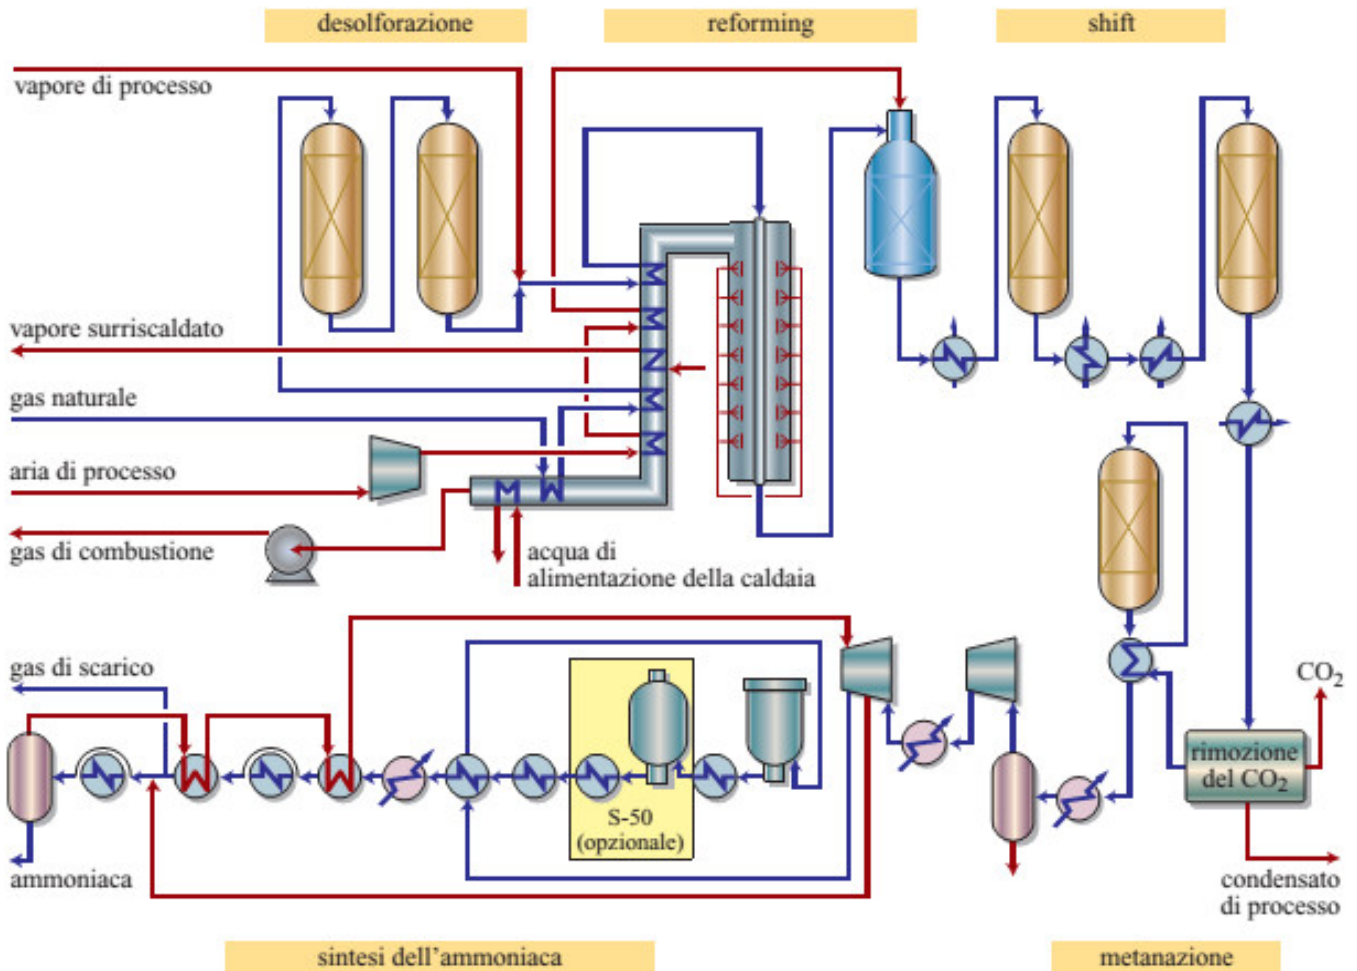 desolforazione
reforming
shift
vapore di processo
vapore surriscaldato
gas naturale
aria di processo
gas di combustione
acqua di
alimentazione della caldaia
gas di scarico
CO2
rimozione
del CO2
S-50
(opzionale)
ammoniaca
condensato
di processo
sintesi dell'ammoniaca
metanazione